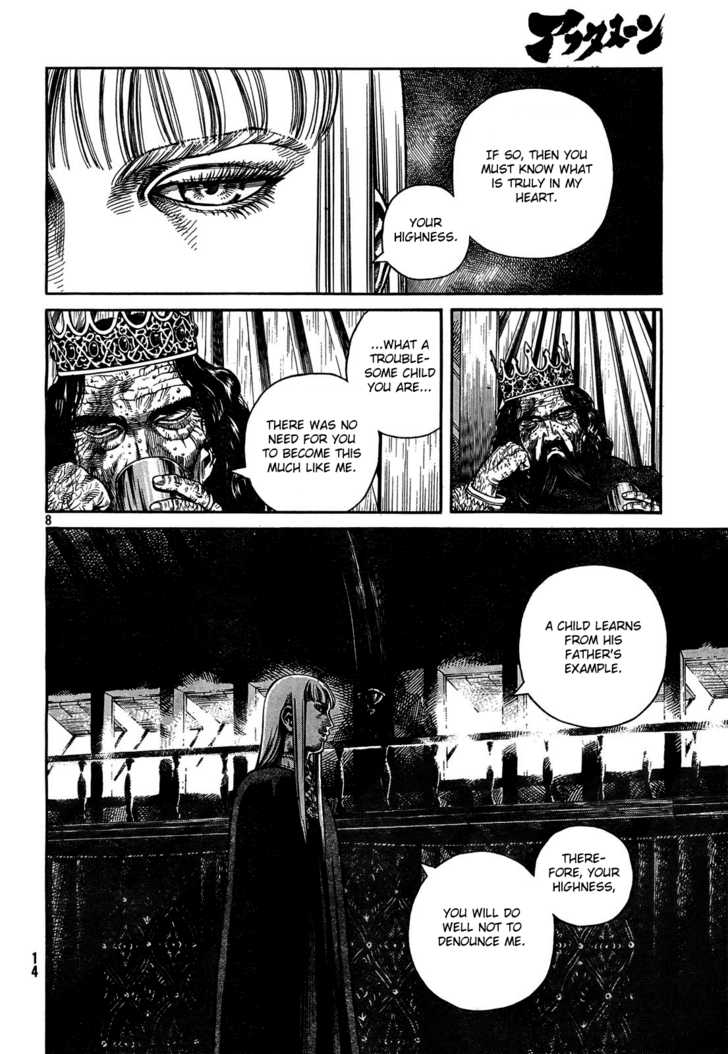 アフタヌーン
IF SO, THEN YOU
MUST KNOW WHAT
IS TRULY IN MY
HEART.
YOUR
HIGHNESS.
...WHAT A
TROUBLE-
SOME CHILD
YOU ARE...
THERE WAS NO
NEED FOR YOU
TO BECOME THIS
MUCH LIKE ME.
8
A CHILD LEARNS
FROM HIS
FATHER'S
EXAMPLE.
THERE-
FORE, YOUR
HIGHNESS,
YOU WILL DO
WELL NOT TO
DENOUNCE ME.
14